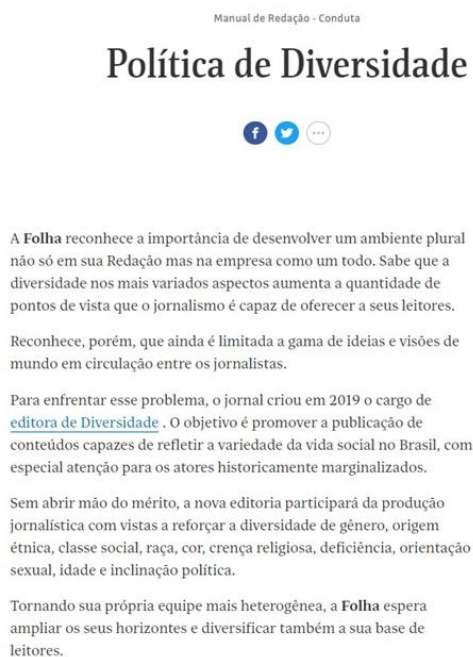 Manual de Redação - Conduta
Política de Diversidade
A Folha reconhece a importância de desenvolver um ambiente plural
não só em sua Redação mas na empresa como um todo. Sabe que a
diversidade nos mais variados aspectos aumenta a quantidade de
pontos de vista que o jornalismo é capaz de oferecer a seus leitores.
Reconhece, porém, que ainda é limitada a gama de ideias e visões de
mundo em circulação entre os jornalistas.
Para enfrentar esse problema, o jornal criou em 2019 o cargo de
editora de Diversidade . O objetivo é promover a publicação de
conteúdos capazes de refletir a variedade da vida social no Brasil, com
especial atenção para os atores historicamente marginalizados.
Sem abrir mão do mérito, a nova editoria participará da produção
jornalística com vistas a reforçar a diversidade de gênero, origem
étnica, classe social, raça, cor, crença religiosa, deficiência, orientação
sexual, idade e inclinação política.
Tornando sua própria equipe mais heterogênea, a Folha espera
ampliar os seus horizontes e diversificar também a sua base de
leitores.